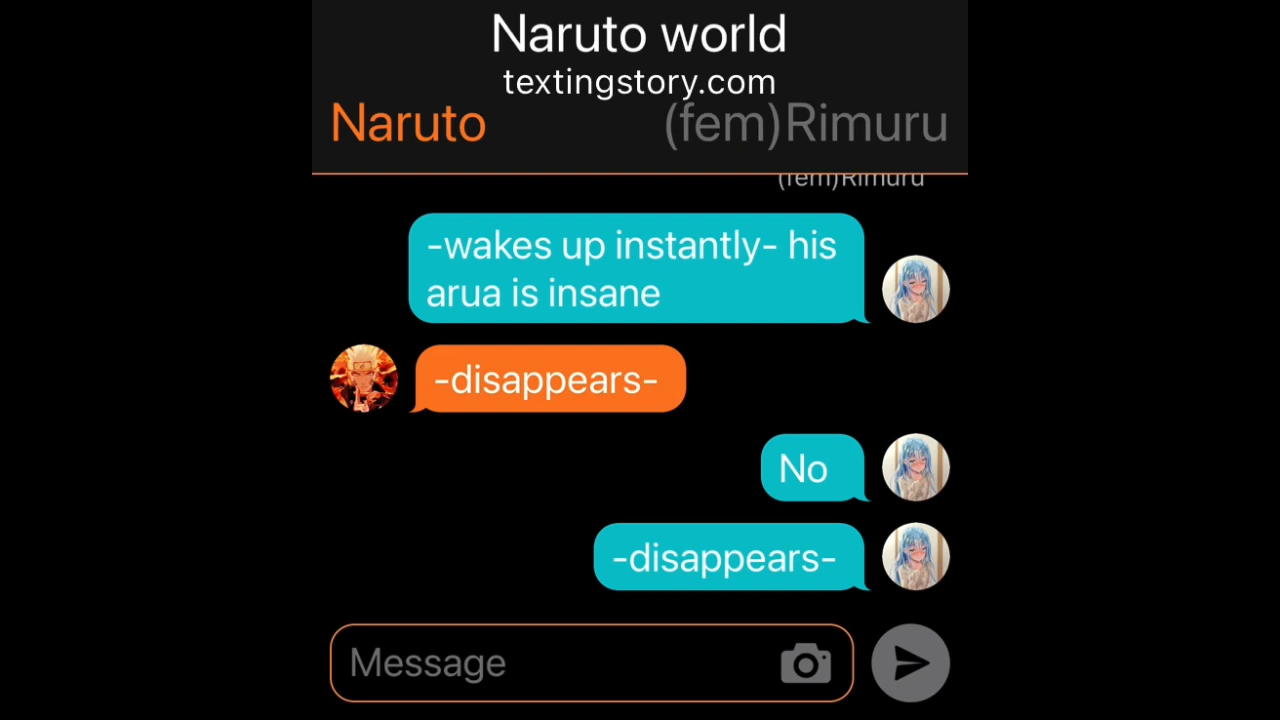 Naruto world
textingstory.com
Naruto (fem)Rimuru
(fem)Rimuru
-wakes up instantly- his
arua is insane
-disappears-
No
-disappears-
Message